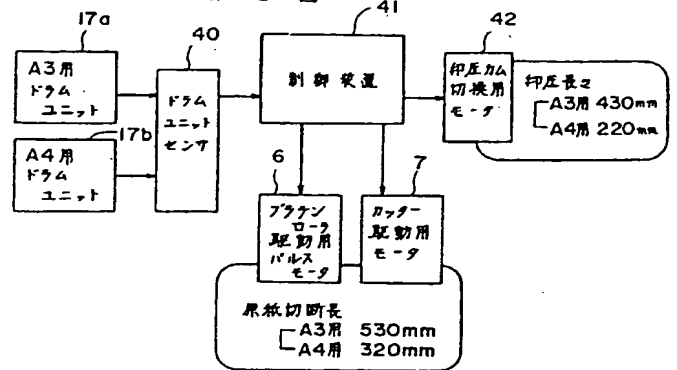 17a
A3用
ドラム
ユニット
17b
A4用
ドラム
ユニット
40
ドラム
ユニット
センサ
41
制御装置
42
印圧カム
切換用
モータ
印圧長さ
A3用 430mm
A4用 220mm
6
プラテン
ローラ
駆動用
パルス
モータ
7
カッター
駆動用
モータ
原紙切断長
A3用 530mm
A4用 320mm